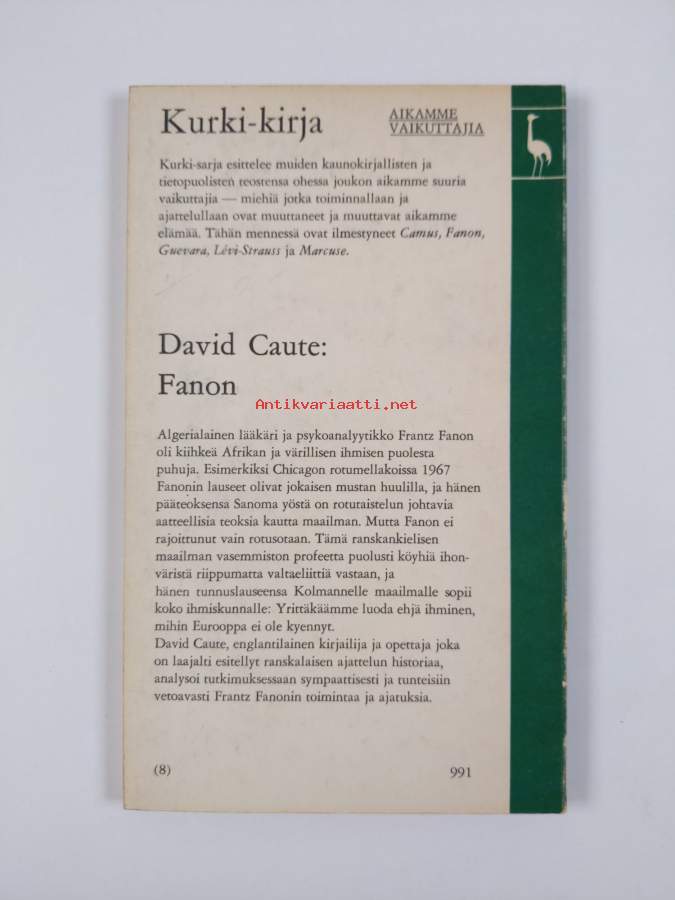 Kurki-kirja
AIKAMME
VAIKUTTAJIA
Kurki-sarja esittelee muiden kaunokirjallisten ja
tietopuolisten teostensa ohessa joukon aikamme suuria
vaikuttajia — miehiä jotka toiminnallaan ja
ajattelullaan ovat muuttaneet ja muuttavat aikamme
elämää. Tähän mennessä ovat ilmestyneet Camus, Fanon,
Guevara, Lévi-Strauss ja Marcuse.
David Caute:
Fanon
Antikvariaatti.net
Algerialainen lääkäri ja psykoanalyytikko Frantz Fanon
oli kiihkeä Afrikan ja värillisen ihmisen puolesta
puhuja. Esimerkiksi Chicagon rotumellakoissa 1967
Fanonin lauseet olivat jokaisen mustan huulilla, ja hänen
pääteoksensa Sanoma yöstä on rotutaistelun johtavia
aatteellisia teoksia kautta maailman. Mutta Fanon ei
rajoittunut vain rotusotaan. Tämä ranskankielisen
maailman vasemmiston profeetta puolusti köyhiä ihon-
väristä riippumatta valtaeliittiä vastaan, ja
hänen tunnuslauseensa Kolmannelle maailmalle sopii
koko ihmiskunnalle: Yrittäkäämme luoda ehjä ihminen,
mihin Eurooppa ei ole kyennyt.
David Caute, englantilainen kirjailija ja opettaja joka
on laajalti esitellyt ranskalaisen ajattelun historiaa,
analysoi tutkimuksessaan sympaattisesti ja tunteisiin
vetoavasti Frantz Fanonin toimintaa ja ajatuksia.
(8) 991